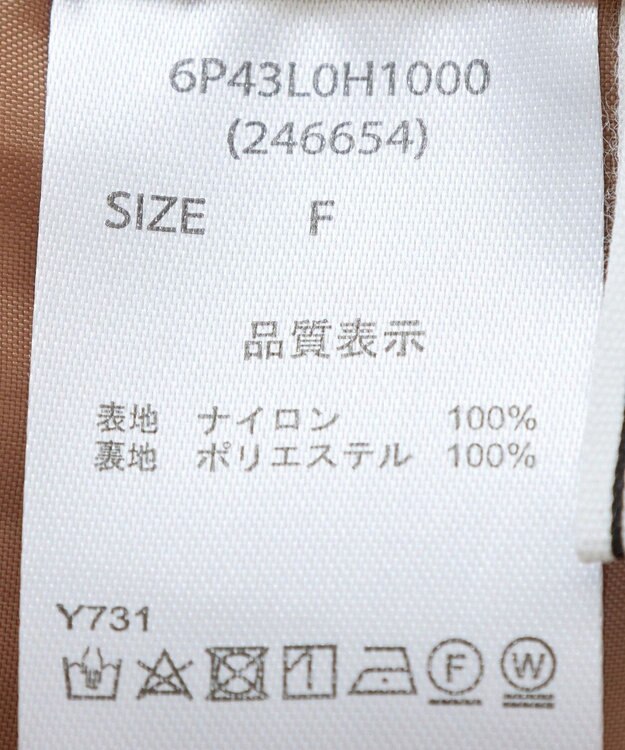 6P43L0H1000
(246654)
SIZE F
品質表示
表地 ナイロン 100%
裏地 ポリエステル 100%
Y731
F W